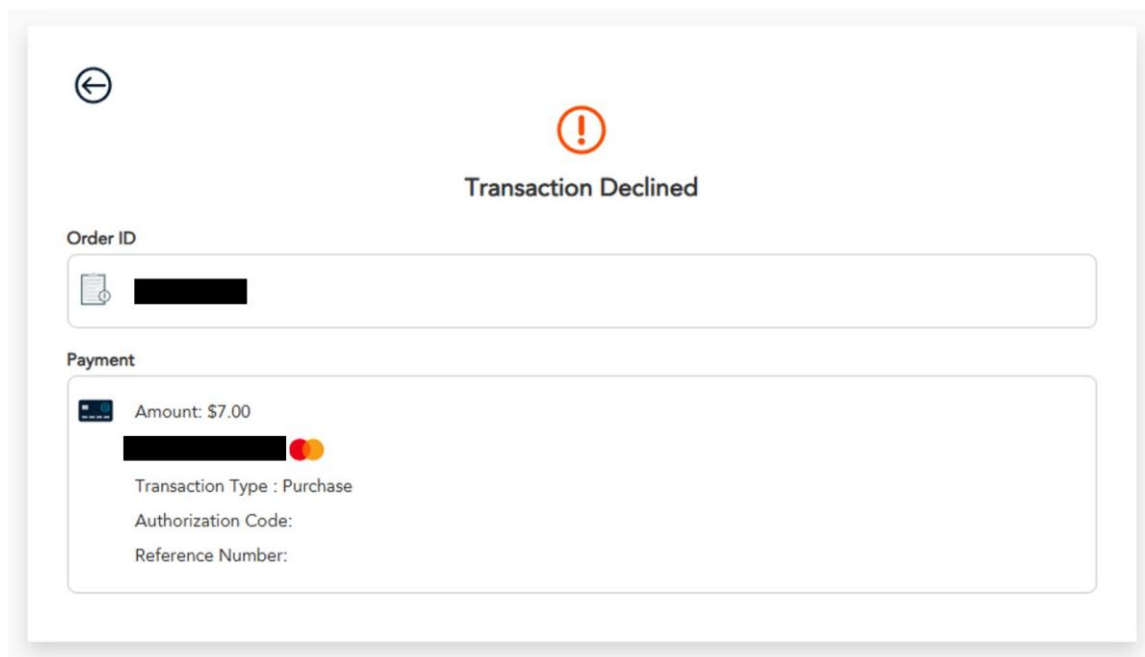 Transaction Declined
Order ID
Payment
Amount: $7.00
Transaction Type : Purchase
Authorization Code:
Reference Number: